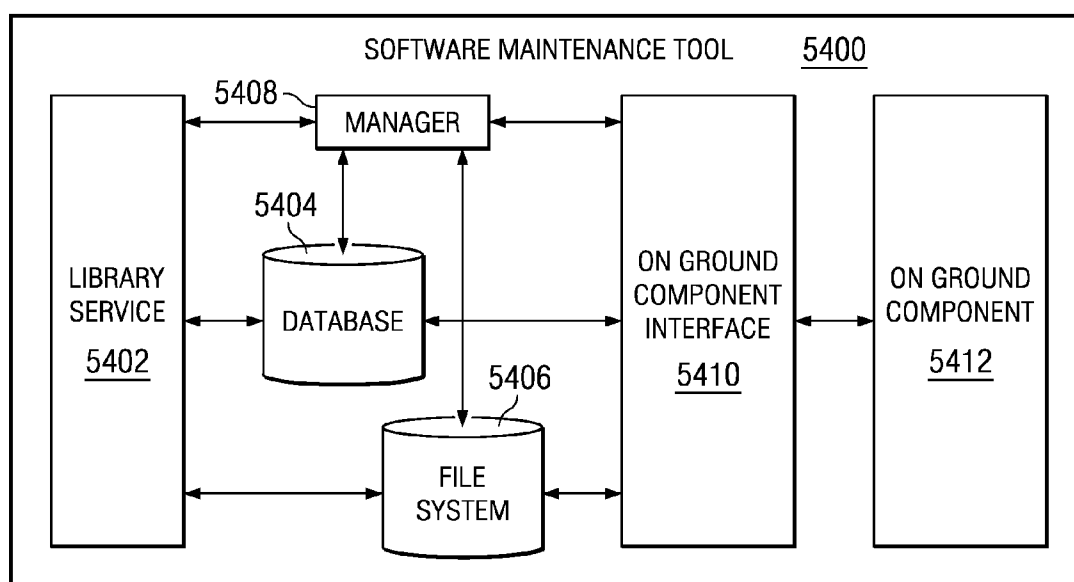 SOFTWARE MAINTENANCE TOOL 5400
5408
MANAGER
5404
LIBRARY
SERVICE
5402
DATABASE
ON GROUND
COMPONENT
INTERFACE
5410
ON GROUND
COMPONENT
5412
5406
FILE
SYSTEM